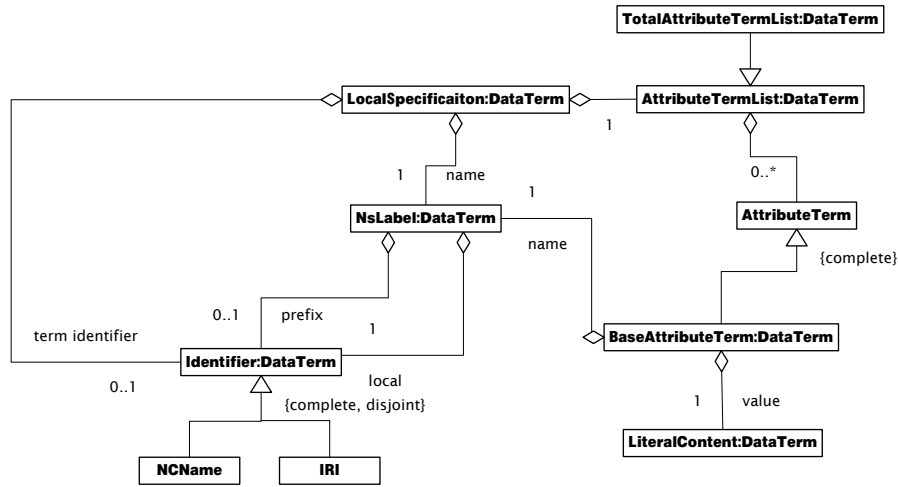 TotalAttributeTermList:DataTerm
LocalSpecificaiton:DataTerm
AttributeTermList:DataTerm
1
0..*
1
name
1
NsLabel:DataTerm
AttributeTerm
name
{complete}
0..1
prefix
1
term identifier
BaseAttributeTerm:DataTerm
Identifier:DataTerm
0..1
local
{complete, disjoint}
1
value
LiteralContent:DataTerm
NCName
IRI